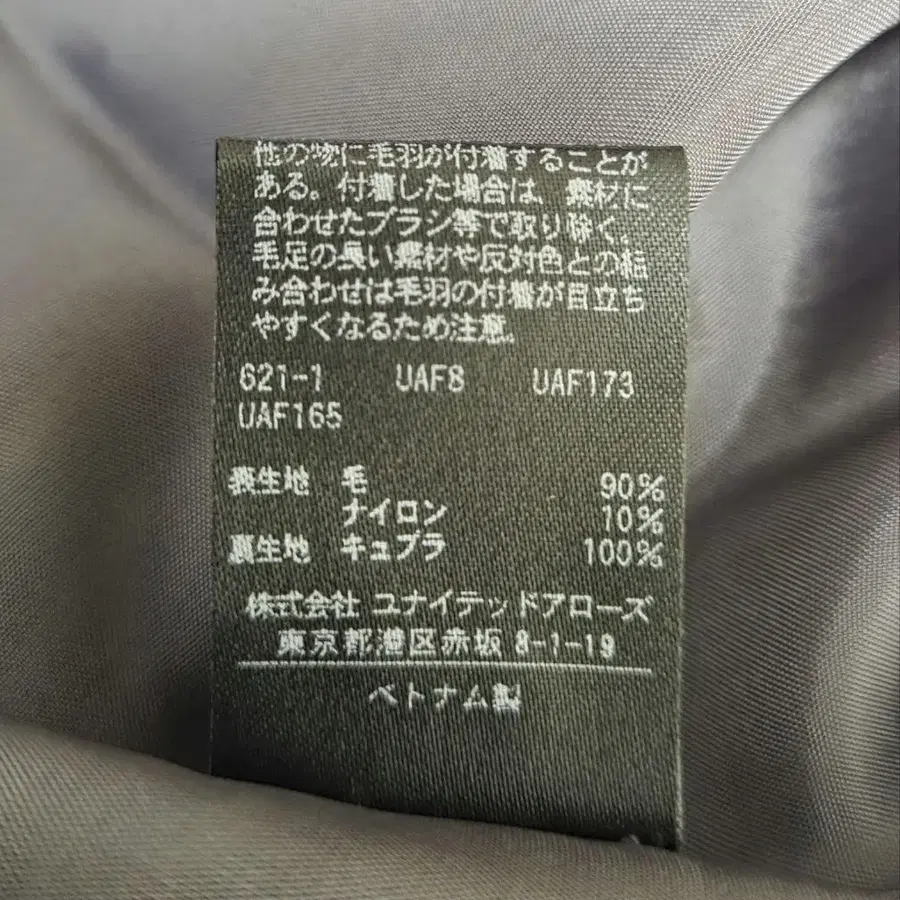 他の物に毛羽が付着することが
ある。付着した場合は、素材に
合わせたブラシ等で取り除く。
毛足の長い素材や反対色との組
み合わせは毛羽の付着が目立ち
やすくなるため注意。
621-1 UAF8 UAF173
UAF165
表生地 毛 90%
ナイロン 10%
裏生地 キュプラ 100%
株式会社 ユナイテッドアローズ
東京都港区赤坂 8-1-19
ベトナム製